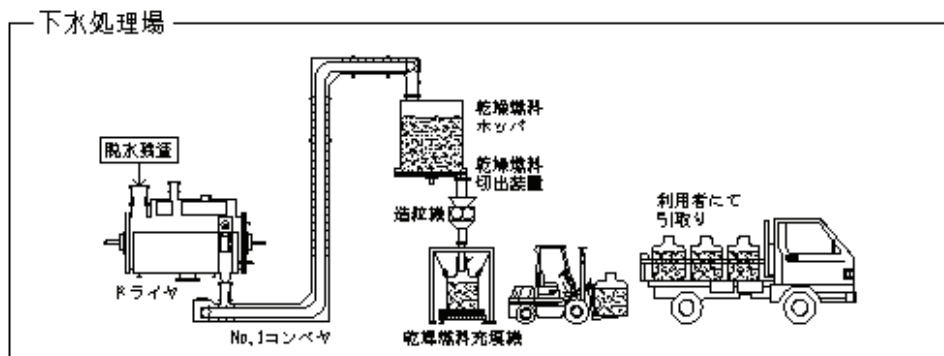 下水処理場
脱水残渣
ドライヤ
No.1コンベヤ
乾燥燃料
ホッパ
乾燥燃料
切出装置
造粒機
乾燥燃料充填機
利用者にて
引取り